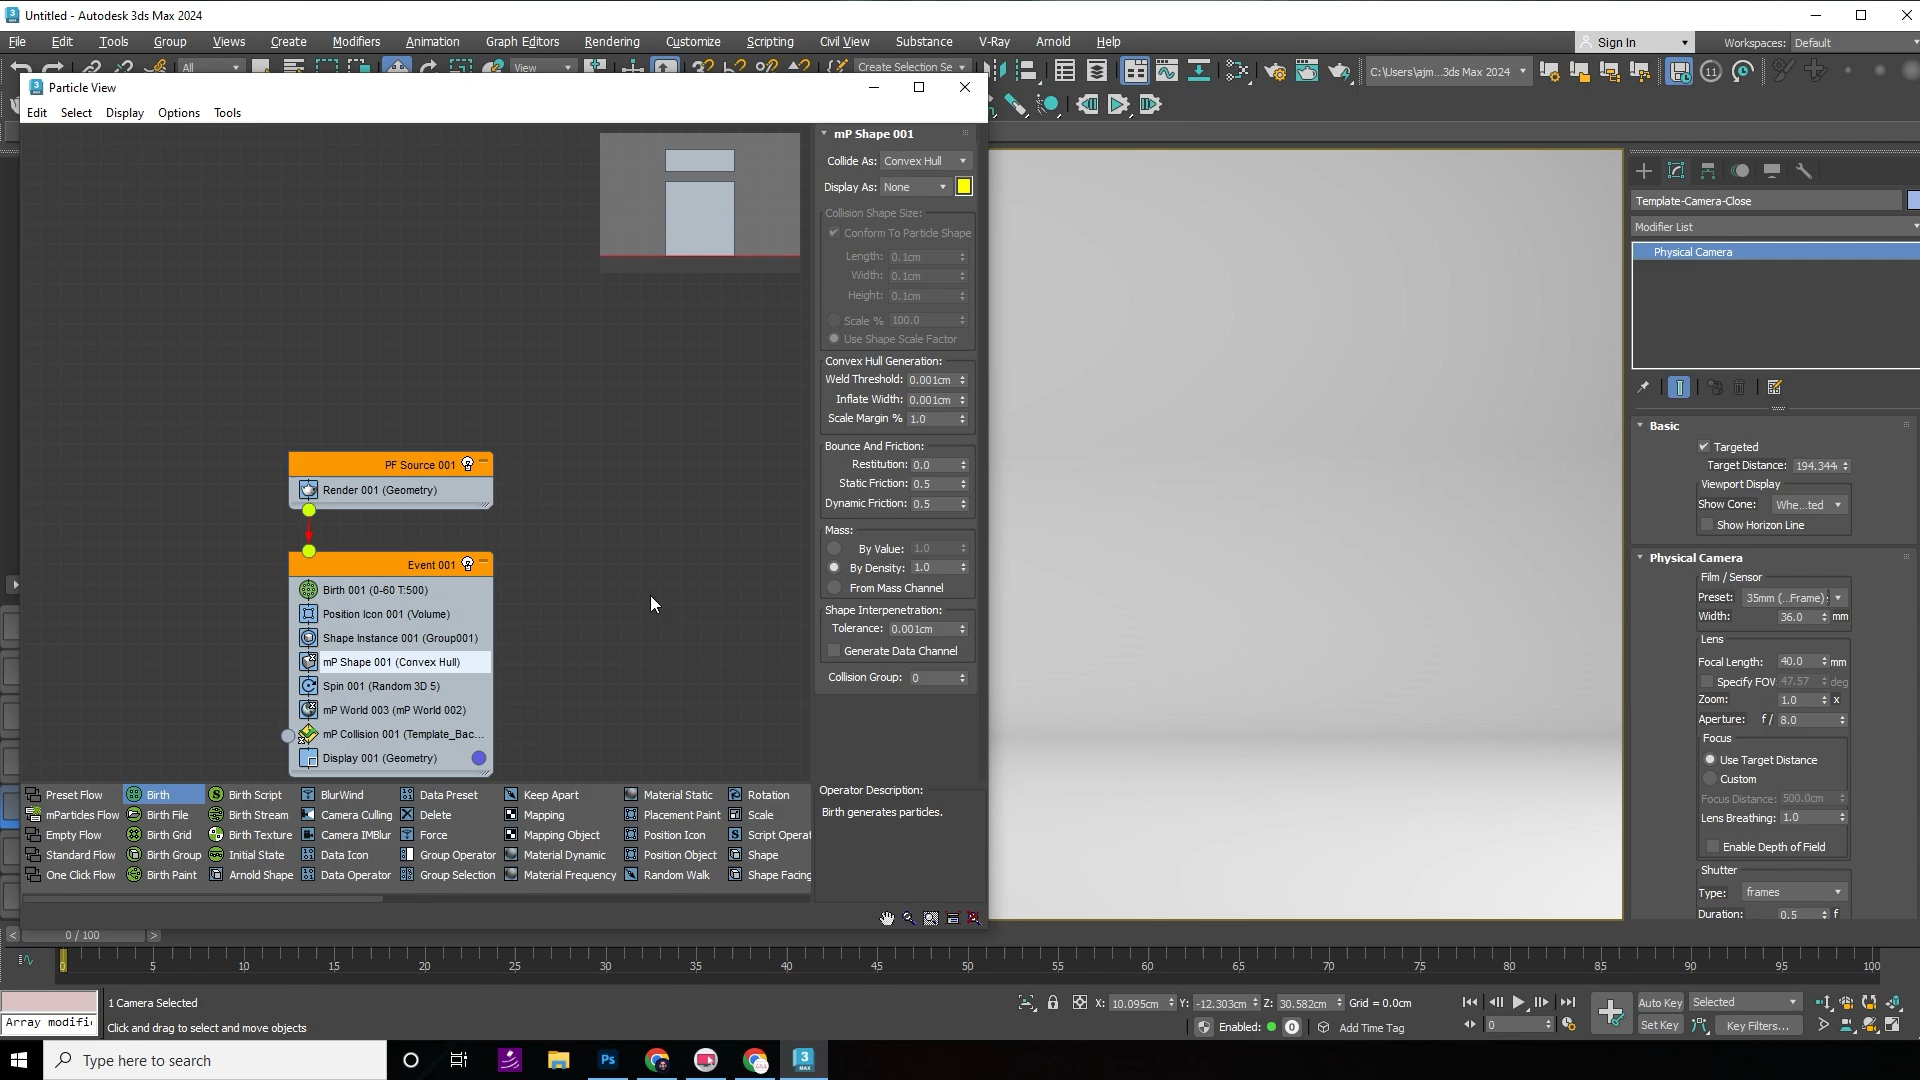 Untitled - Autodesk 3ds Max 2024
File Edit Tools Group Views Create Modifiers Animation Graph Editors Rendering Customize Scripting Civil View Substance V-Ray Arnold Help
Sign In Workspaces: Default
All View Create Selection Se C:\Users\ajm...3ds Max 2024 11
Particle View
Edit Select Display Options Tools
mP Shape 001
Collide As: Convex Hull
Display As: None
Collision Shape Size:
Conform To Particle Shape
Length: 0.1cm
Width: 0.1cm
Height: 0.1cm
Scale % 100.0
Use Shape Scale Factor
Convex Hull Generation:
Weld Threshold: 0.001cm
Inflate Width: 0.001cm
Scale Margin % 1.0
Bounce And Friction:
Restitution: 0.0
Static Friction: 0.5
Dynamic Friction: 0.5
Mass:
By Value: 1.0
By Density: 1.0
From Mass Channel
Shape Interpenetration:
Tolerance: 0.001cm
Generate Data Channel
Collision Group: 0
PF Source 001
Render 001 (Geometry)
Event 001
Birth 001 (0-60 T:500)
Position Icon 001 (Volume)
Shape Instance 001 (Group001)
mP Shape 001 (Convex Hull)
Spin 001 (Random 3D 5)
mP World 003 (mP World 002)
mP Collision 001 (Template_Bac...
Display 001 (Geometry)
Preset Flow Birth Birth Script BlurWind Data Preset Keep Apart Material Static Rotation
mParticles Flow Birth File Birth Stream Camera Culling Delete Mapping Placement Paint Scale
Empty Flow Birth Grid Birth Texture Camera IMBlur Force Mapping Object Position Icon Script Operat
Standard Flow Birth Group Initial State Data Icon Group Operator Material Dynamic Position Object Shape
One Click Flow Birth Paint Arnold Shape Data Operator Group Selection Material Frequency Random Walk Shape Facing
Operator Description:
Birth generates particles.
Template-Camera-Close
Modifier List
Physical Camera
Basic
Targeted
Target Distance: 194.344
Viewport Display
Show Cone: Whe...ted
Show Horizon Line
Physical Camera
Film / Sensor
Preset: 35mm (...Frame)
Width: 36.0 mm
Lens
Focal Length: 40.0 mm
Specify FOV 47.57 deg
Zoom: 1.0 x
Aperture: f / 8.0
Focus
Use Target Distance
Custom
Focus Distance: 500.0cm
Lens Breathing: 1.0
Enable Depth of Field
Shutter
Type: frames
Duration: 0.5 f
< 0 / 100 >
0 5 10 15 20 25 30 35 40 45 50 55 60 65 70 75 80 85 90 95 100
1 Camera Selected
X: 10.095cm Y: -12.303cm Z: 30.582cm Grid = 0.0cm
Auto Key Selected
Array modifi
Click and drag to select and move objects
Enabled: 0 Add Time Tag
0
Set Key Key Filters...
Type here to search
Ps
3 MAX